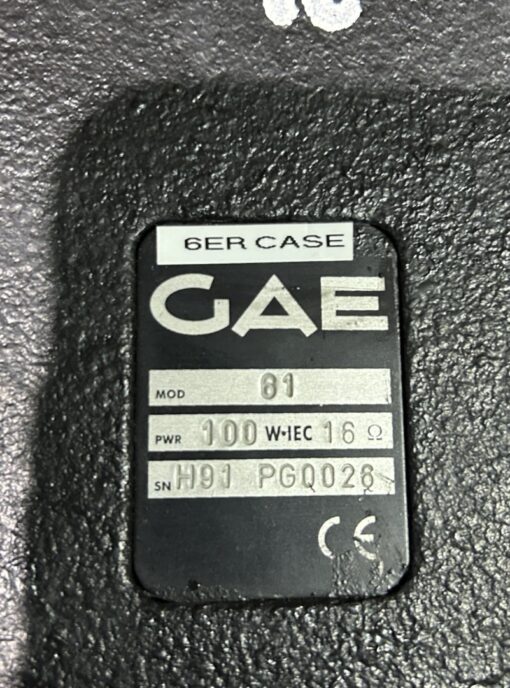 6ER CASE
GAE
MOD 61
PWR 100 W•IEC 16 Ω
SN H91 PGQ026
CE